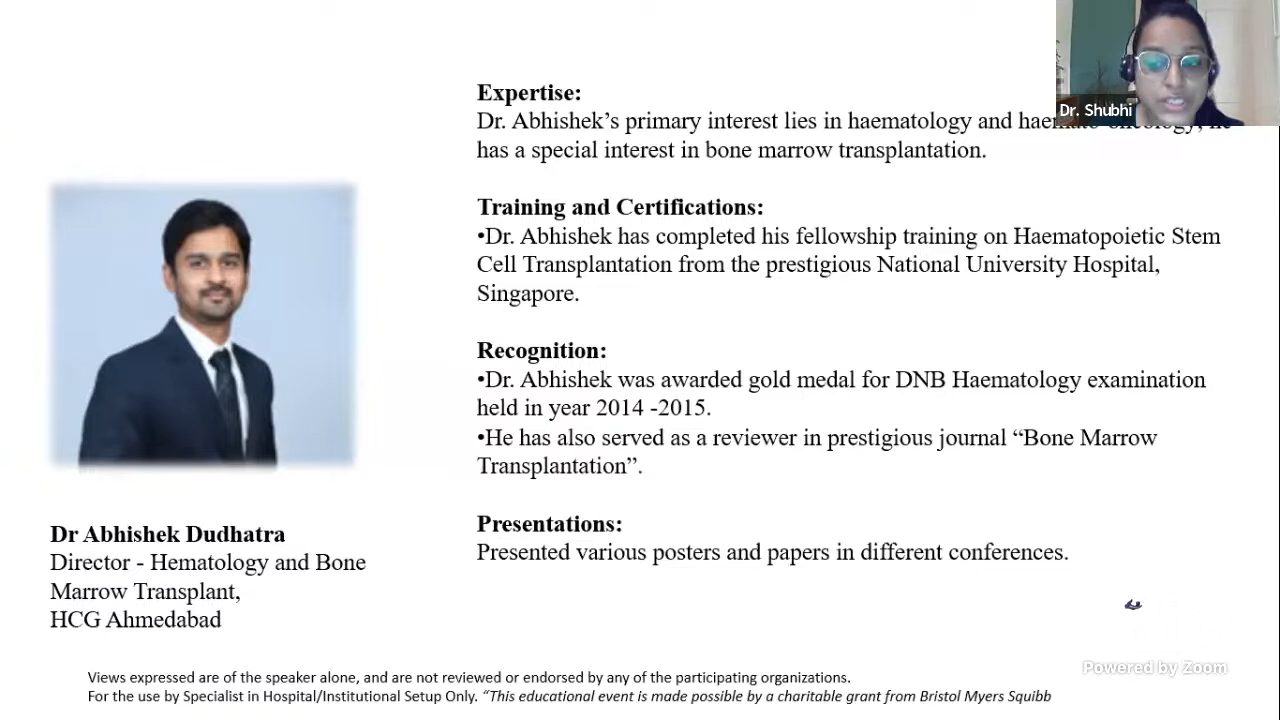 Dr. Shubhi
Expertise:
Dr. Abhishek’s primary interest lies in haematology and
has a special interest in bone marrow transplantation.
Training and Certifications:
•Dr. Abhishek has completed his fellowship training on Haematopoietic Stem
Cell Transplantation from the prestigious National University Hospital,
Singapore.
Recognition:
•Dr. Abhishek was awarded gold medal for DNB Haematology examination
held in year 2014 -2015.
•He has also served as a reviewer in prestigious journal “Bone Marrow
Transplantation”.
Presentations:
Presented various posters and papers in different conferences.
Dr Abhishek Dudhatra
Director - Hematology and Bone
Marrow Transplant,
HCG Ahmedabad
Powered by Zoom
Views expressed are of the speaker alone, and are not reviewed or endorsed by any of the participating organizations.
For the use by Specialist in Hospital/Institutional Setup Only. “This educational event is made possible by a charitable grant from Bristol Myers Squibb